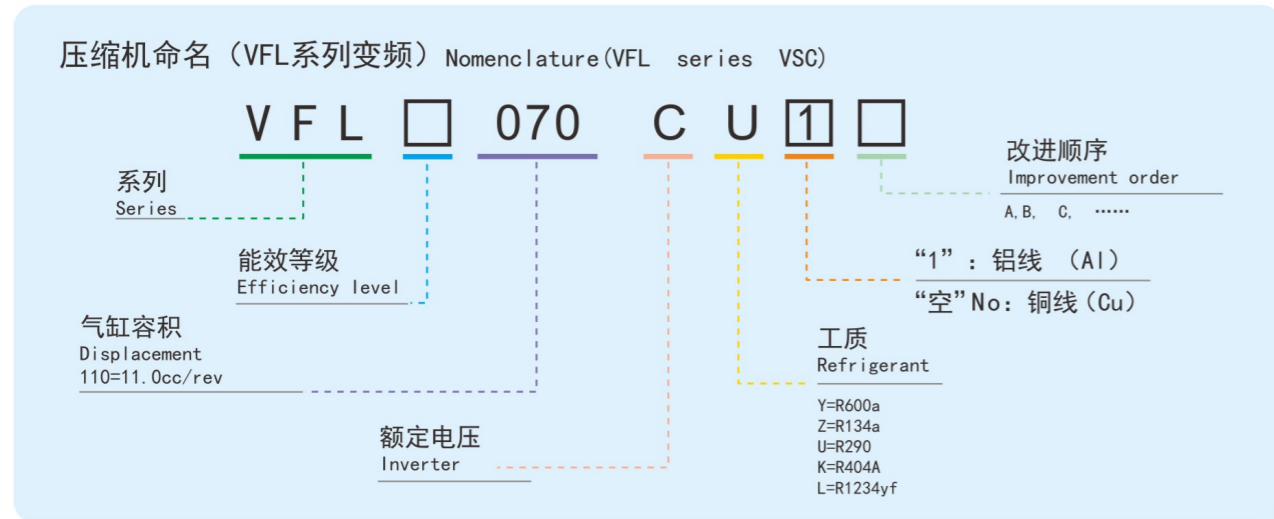 压缩机命名（VFL系列变频）Nomenclature(VFL series VSC)
VFL□ 070 CU1□
系列
Series
能效等级
Efficiency level
气缸容积
Displacement
110=11.0cc/rev
额定电压
Inverter
工质
Refrigerant
Y=R600a
Z=R134a
U=R290
K=R404A
L=R1234yf
“1”：铝线 （Al）
“空”No：铜线（Cu）
改进顺序
Improvement order
A,B, C, ……